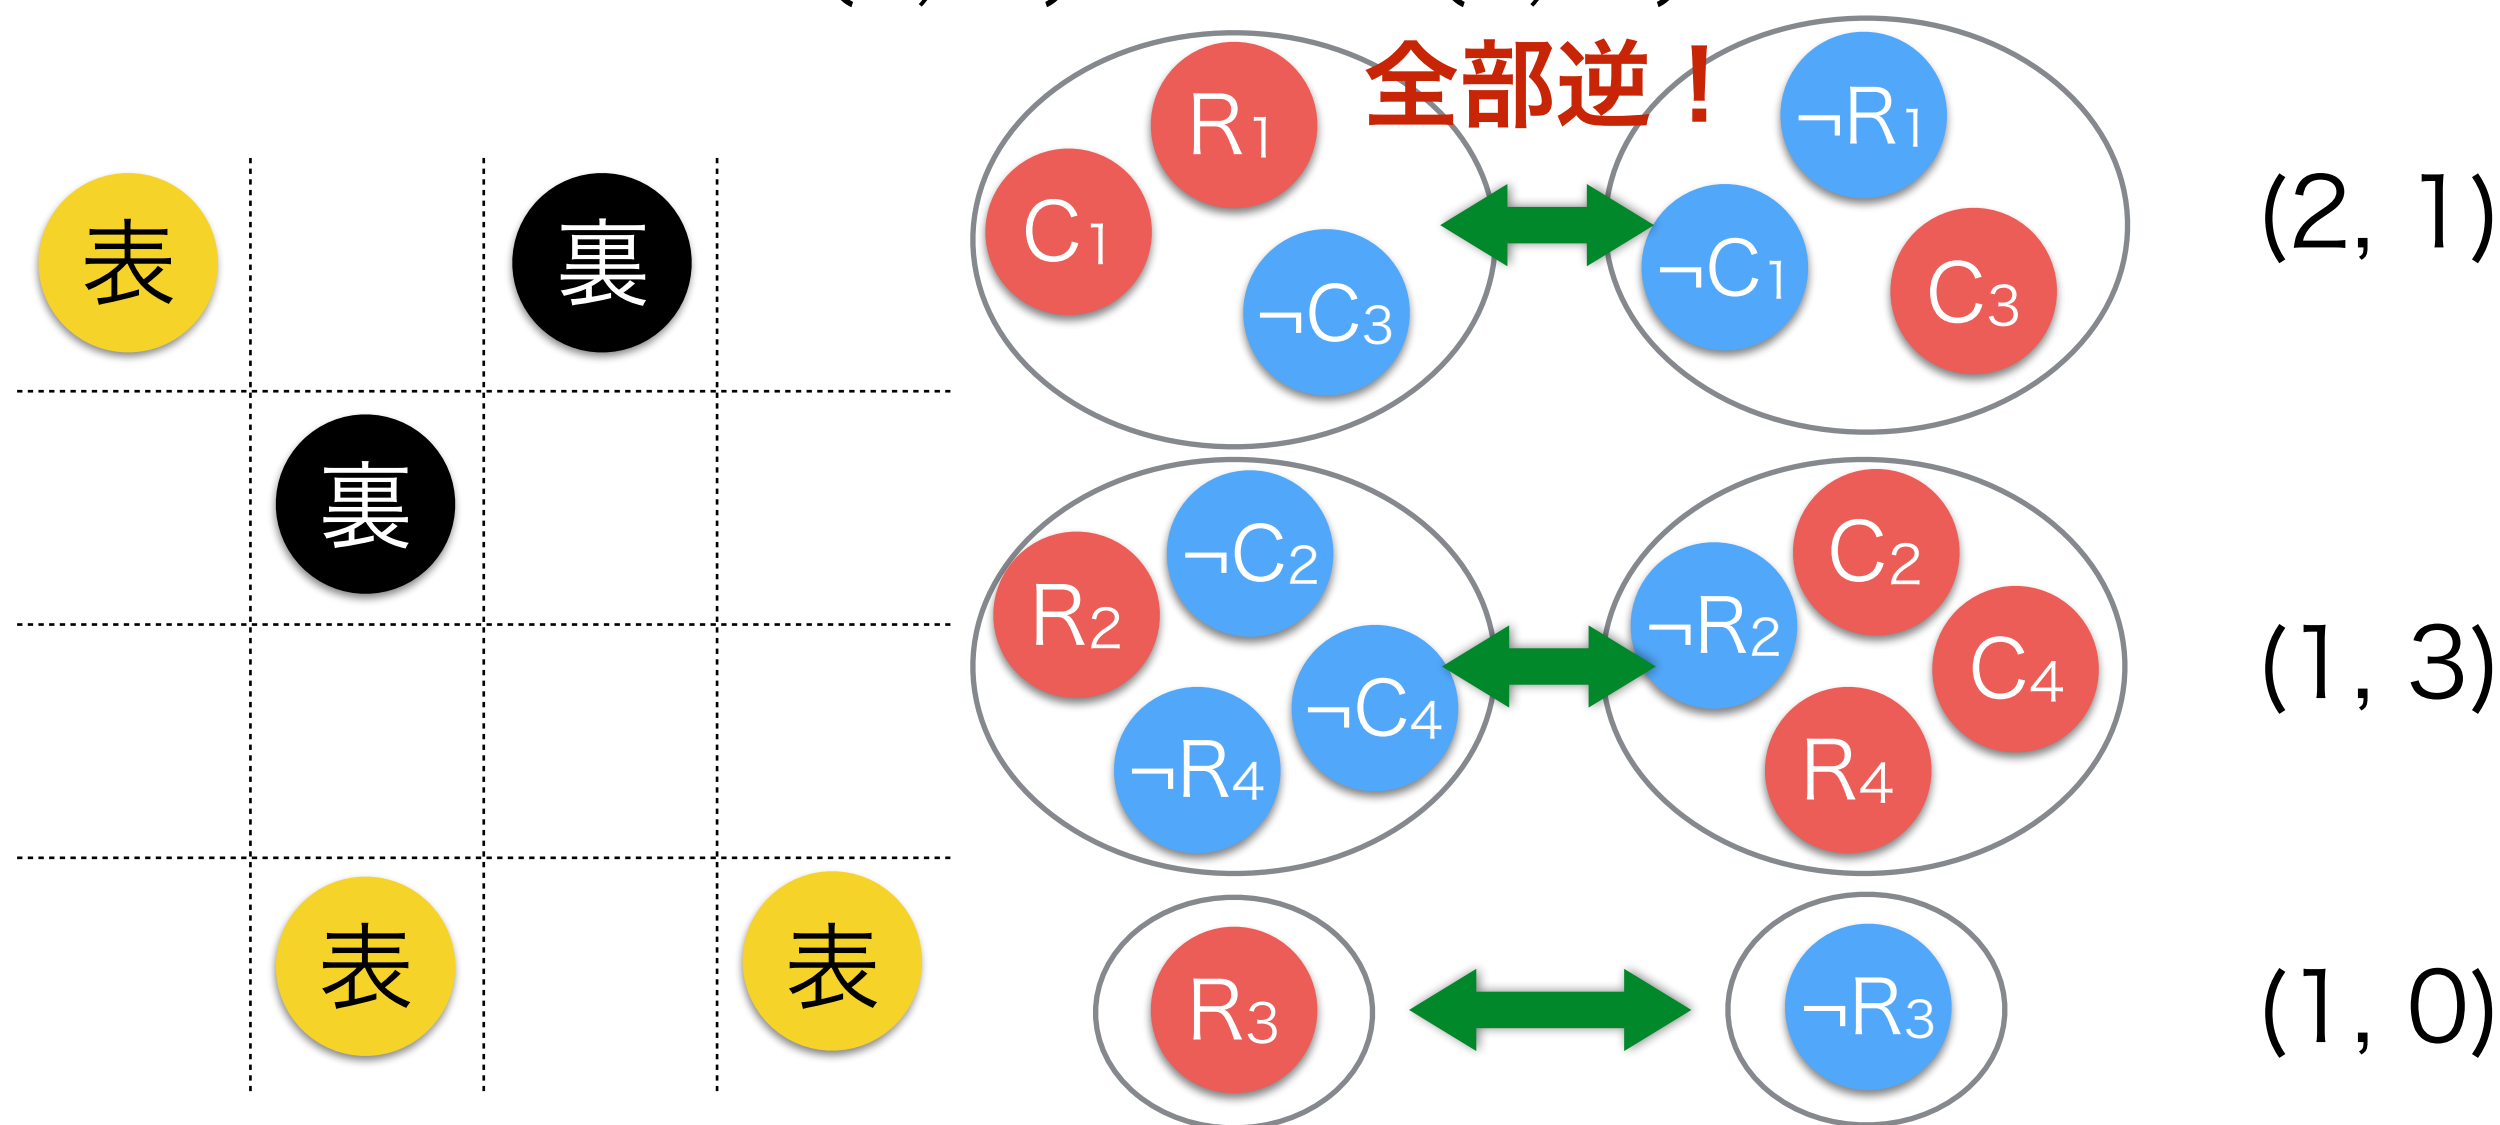 全部逆！
表
裏
裏
表
表
R1
C1
¬C3
¬R1
¬C1
C3
(2, 1)
R2
¬C2
¬R4
¬C4
¬R2
C2
R4
C4
(1, 3)
R3
¬R3
(1, 0)